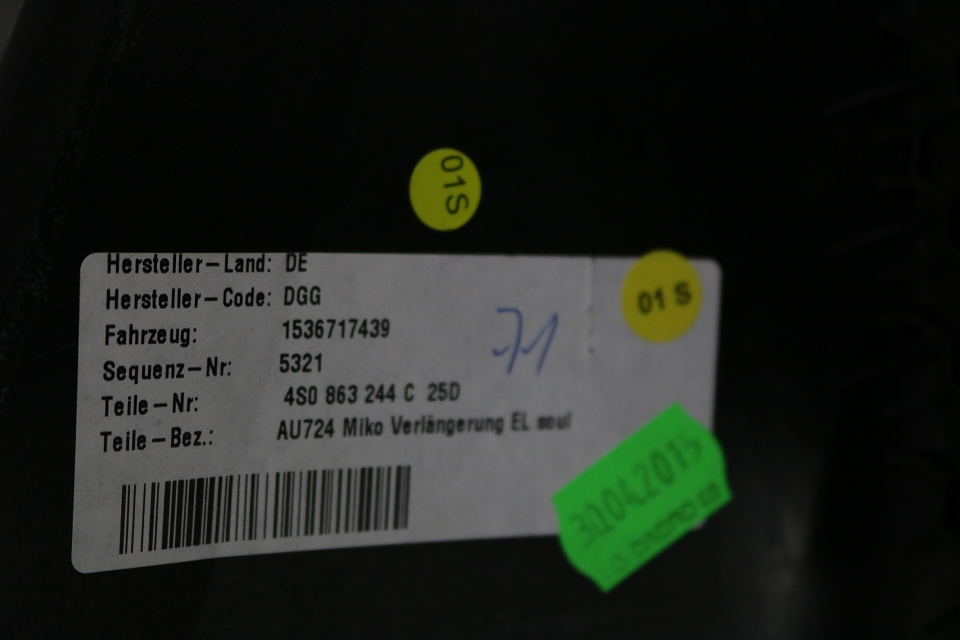 01S
Hersteller-Land: DE
Hersteller-Code: DGG
01 S
Fahrzeug: 1536717439
71
Sequenz-Nr: 5321
Teile-Nr: 4S0 863 244 C 25D
Teile-Bez.: AU724 Miko Verlängerung EL soul